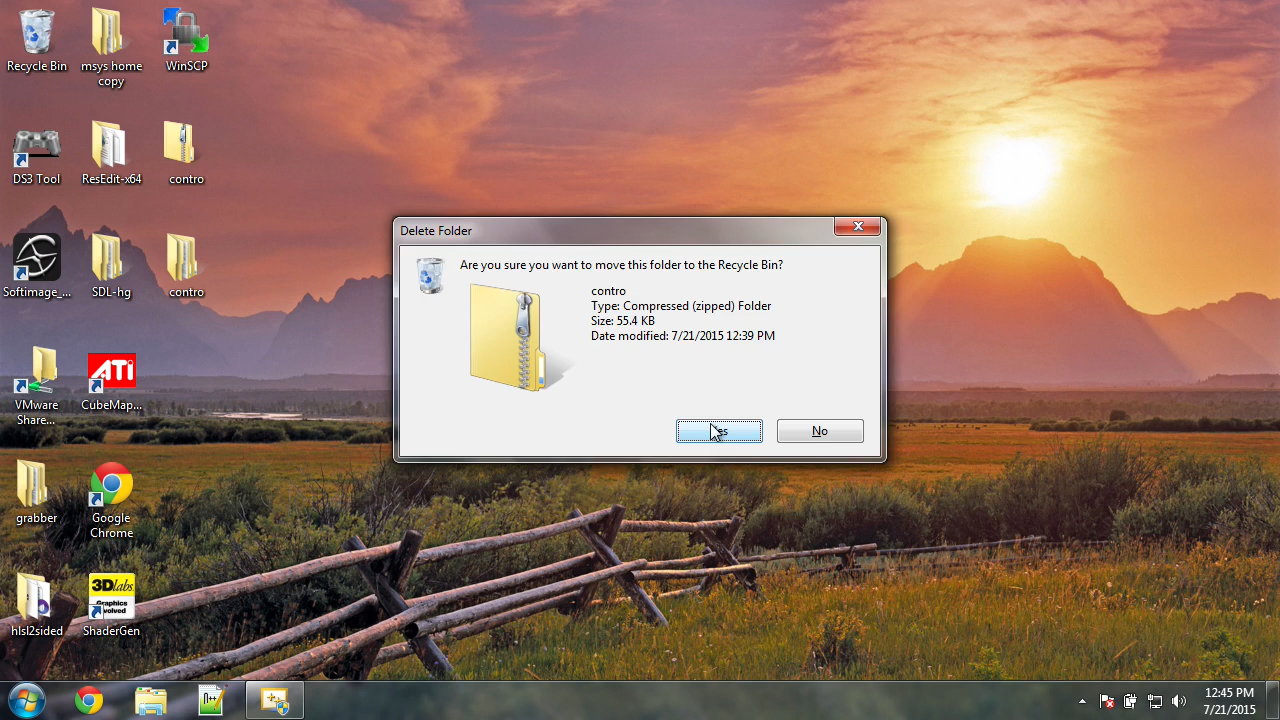 Recycle Bin
msys home
copy
WinSCP
DS3 Tool
ResEdit-x64
contro
Softimage_...
SDL-hg
contro
VMware
Share...
ATI
CubeMap...
grabber
Google
Chrome
hlsl2sided
3Dlabs
Graphics
ShaderGen
Delete Folder
Are you sure you want to move this folder to the Recycle Bin?
contro
Type: Compressed (zipped) Folder
Size: 55.4 KB
Date modified: 7/21/2015 12:39 PM
No
12:45 PM
7/21/2015